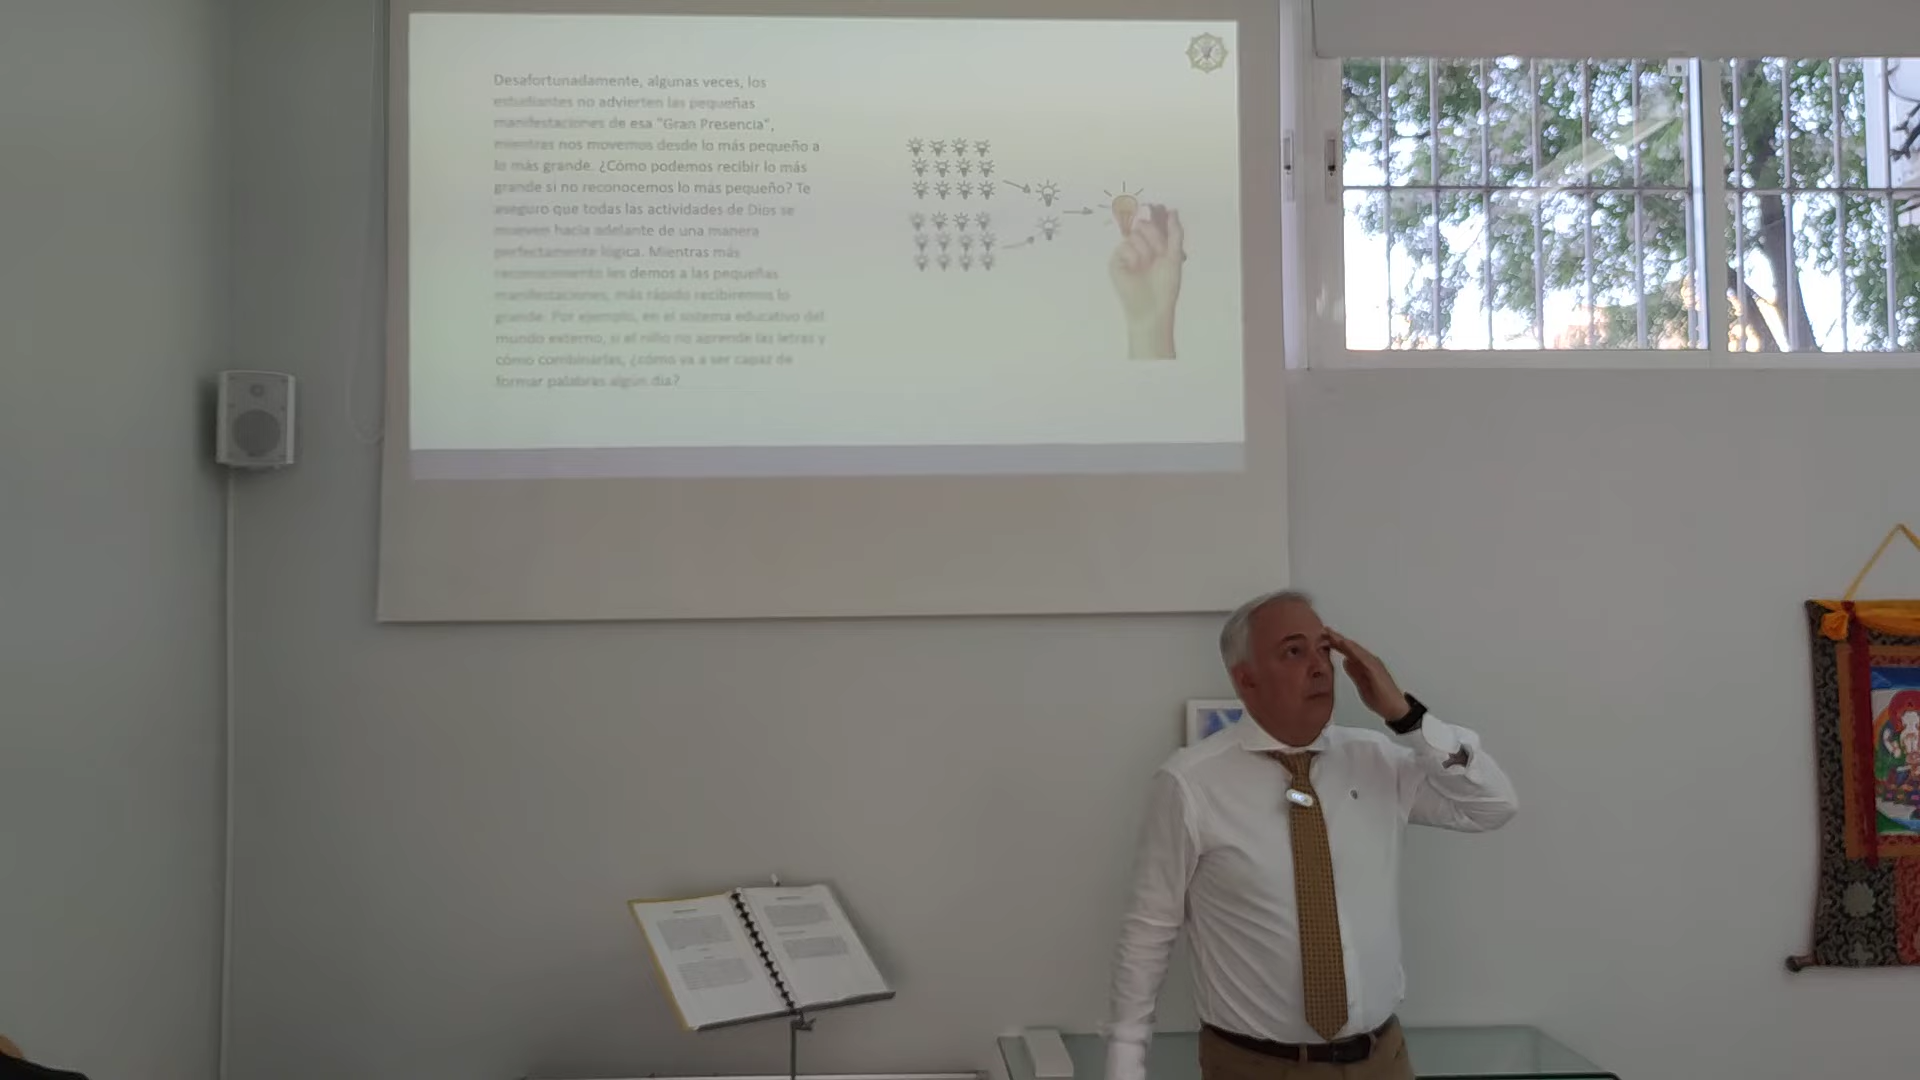 Desafortunadamente, algunas veces, los
estudiantes no advierten las pequeñas
manifestaciones de esa "Gran Presencia",
mientras nos movemos desde lo más pequeño a
lo más grande. ¿Cómo podemos recibir lo más
grande si no reconocemos lo más pequeño? Te
aseguro que todas las actividades de Dios se
mueven hacia adelante de una manera
perfectamente lógica. Mientras más
reconocimiento les demos a las pequeñas
manifestaciones, más rápido recibiremos lo
grande. Por ejemplo, en el sistema educativo del
mundo externo, si el niño no aprende las letras y
cómo combinarlas, ¿cómo va a ser capaz de
formar palabras algún día?